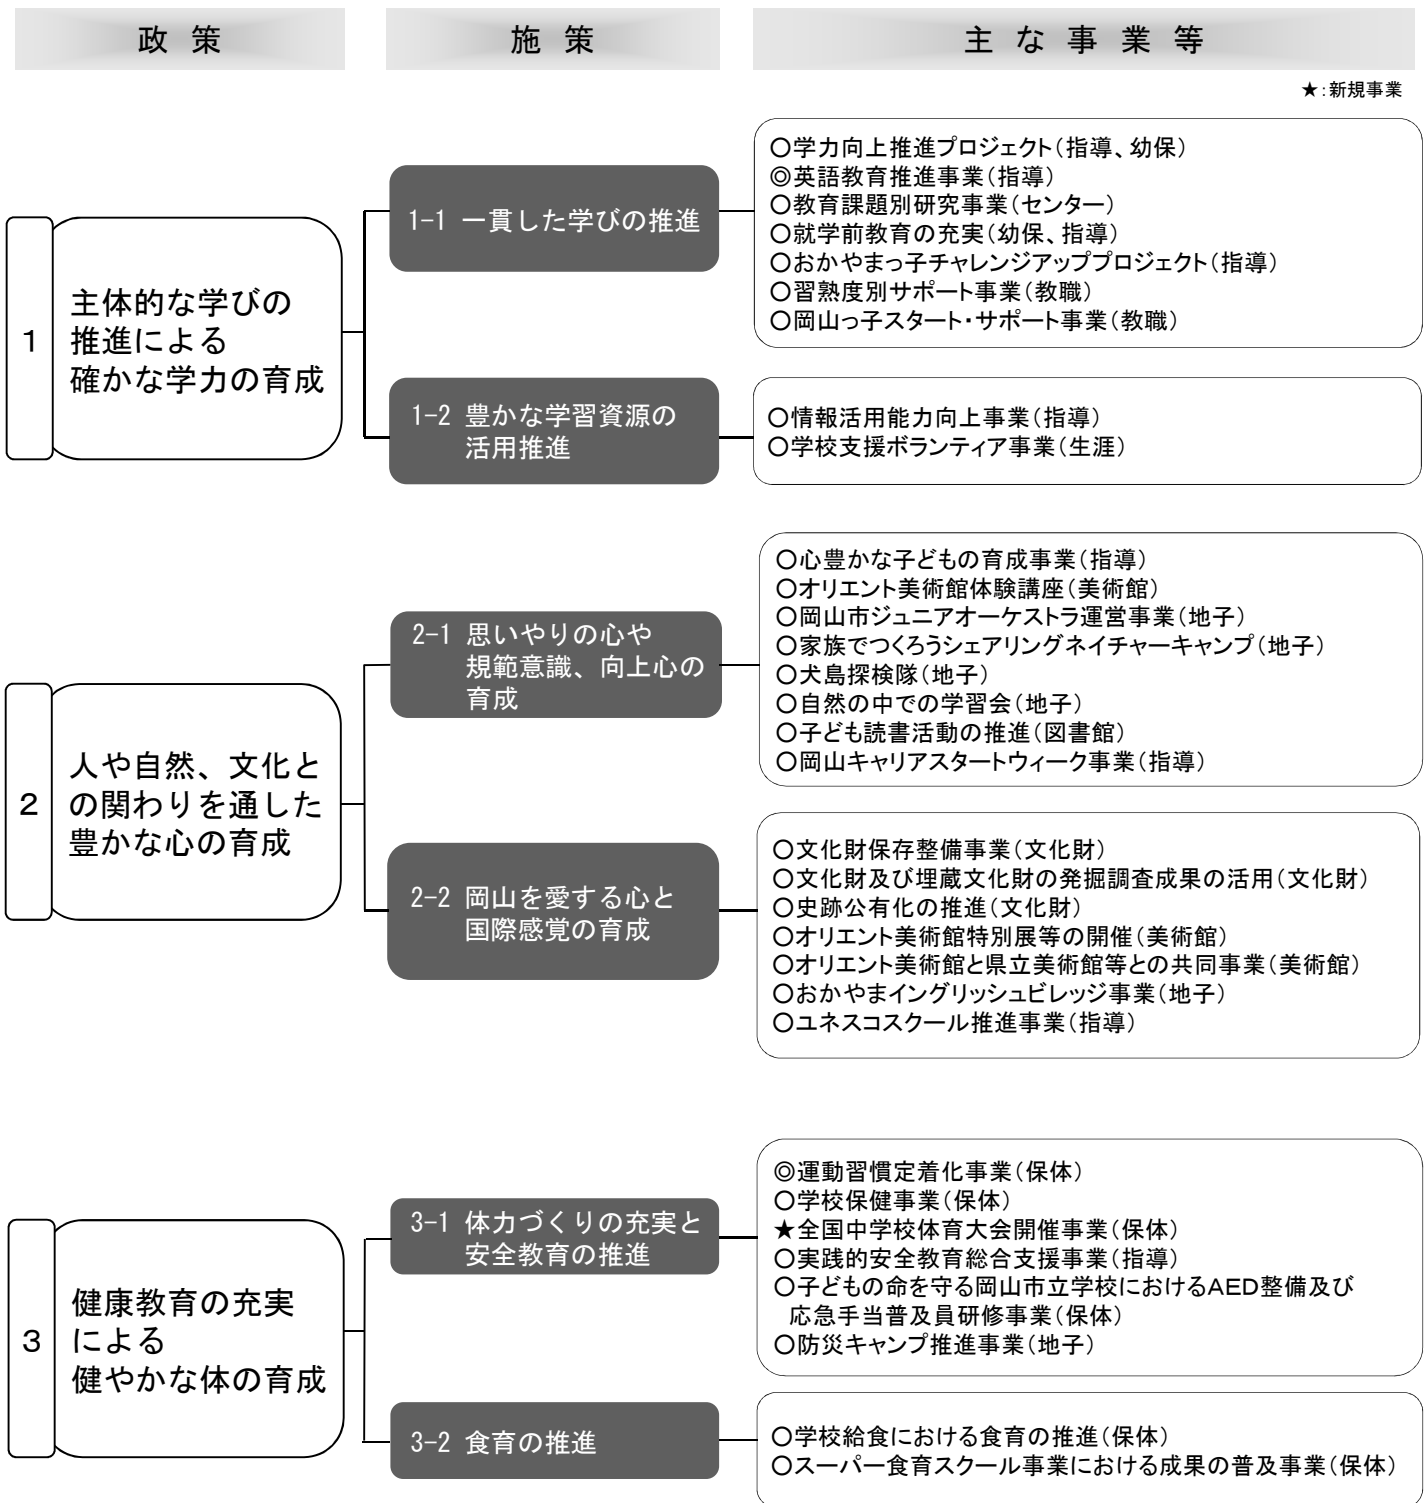 政策
施策
主な事業等
★：新規事業
1
主体的な学びの
推進による
確かな学力の育成
1-1 一貫した学びの推進
○学力向上推進プロジェクト（指導、幼保）
◎英語教育推進事業（指導）
○教育課題別研究事業（センター）
○就学前教育の充実（幼保、指導）
○おかやまっ子チャレンジアッププロジェクト（指導）
○習熟度別サポート事業（教職）
○岡山っ子スタート・サポート事業（教職）
1-2 豊かな学習資源の
活用推進
○情報活用能力向上事業（指導）
○学校支援ボランティア事業（生涯）
2
人や自然、文化と
の関わりを通した
豊かな心の育成
2-1 思いやりの心や
規範意識、向上心の
育成
○心豊かな子どもの育成事業（指導）
○オリエント美術館体験講座（美術館）
○岡山市ジュニアオーケストラ運営事業（地子）
○家族でつくろうシェアリングネイチャーキャンプ（地子）
○犬島探検隊（地子）
○自然の中での学習会（地子）
○子ども読書活動の推進（図書館）
○岡山キャリアスタートウィーク事業（指導）
2-2 岡山を愛する心と
国際感覚の育成
○文化財保存整備事業（文化財）
○文化財及び埋蔵文化財の発掘調査成果の活用（文化財）
○史跡公有化の推進（文化財）
○オリエント美術館特別展等の開催（美術館）
○オリエント美術館と県立美術館等との共同事業（美術館）
○おかやまイングリッシュビレッジ事業（地子）
○ユネスコスクール推進事業（指導）
3
健康教育の充実
による
健やかな体の育成
3-1 体力づくりの充実と
安全教育の推進
◎運動習慣定着化事業（保体）
○学校保健事業（保体）
★全国中学校体育大会開催事業（保体）
○実践的安全教育総合支援事業（指導）
○子どもの命を守る岡山市立学校におけるAED整備及び
応急手当普及員研修事業（保体）
○防災キャンプ推進事業（地子）
3-2 食育の推進
○学校給食における食育の推進（保体）
○スーパー食育スクール事業における成果の普及事業（保体）